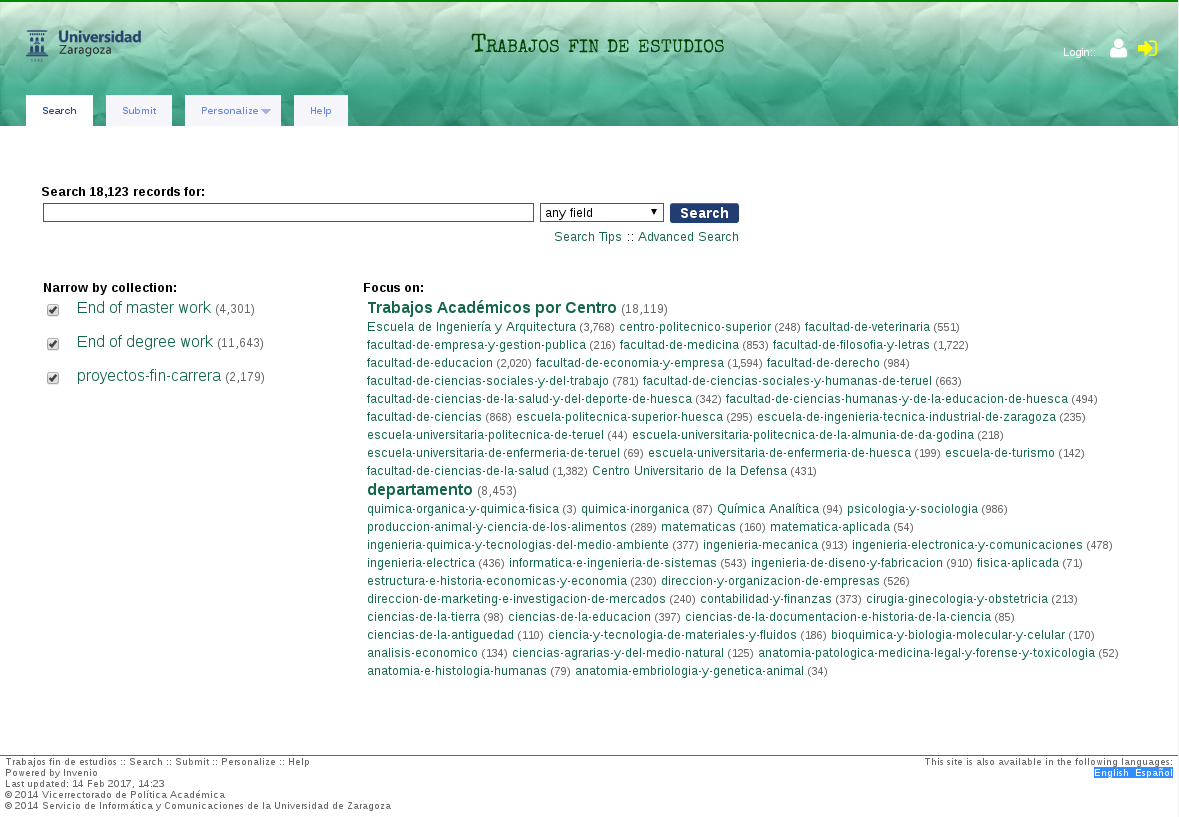 Universidad
Zaragoza
1542
TRABAJOS FIN DE ESTUDIOS
Login::
Search Submit Personalize Help
Search 18,123 records for:
any field Search
Search Tips :: Advanced Search
Narrow by collection:
End of master work (4,301)
End of degree work (11,643)
proyectos-fin-carrera (2,179)
Focus on:
Trabajos Académicos por Centro (18,119)
Escuela de Ingeniería y Arquitectura (3,768) centro-politecnico-superior (248) facultad-de-veterinaria (551)
facultad-de-empresa-y-gestion-publica (216) facultad-de-medicina (853) facultad-de-filosofia-y-letras (1,722)
facultad-de-educacion (2,020) facultad-de-economia-y-empresa (1,594) facultad-de-derecho (984)
facultad-de-ciencias-sociales-y-del-trabajo (781) facultad-de-ciencias-sociales-y-humanas-de-teruel (663)
facultad-de-ciencias-de-la-salud-y-del-deporte-de-huesca (342) facultad-de-ciencias-humanas-y-de-la-educacion-de-huesca (494)
facultad-de-ciencias (868) escuela-politecnica-superior-huesca (295) escuela-de-ingenieria-tecnica-industrial-de-zaragoza (235)
escuela-universitaria-politecnica-de-teruel (44) escuela-universitaria-politecnica-de-la-almunia-de-da-godina (218)
escuela-universitaria-de-enfermeria-de-teruel (69) escuela-universitaria-de-enfermeria-de-huesca (199) escuela-de-turismo (142)
facultad-de-ciencias-de-la-salud (1,382) Centro Universitario de la Defensa (431)
departamento (8,453)
quimica-organica-y-quimica-fisica (3) quimica-inorganica (87) Química Analítica (94) psicologia-y-sociologia (986)
produccion-animal-y-ciencia-de-los-alimentos (289) matematicas (160) matematica-aplicada (54)
ingenieria-quimica-y-tecnologias-del-medio-ambiente (377) ingenieria-mecanica (913) ingenieria-electronica-y-comunicaciones (478)
ingenieria-electrica (436) informatica-e-ingenieria-de-sistemas (543) ingenieria-de-diseno-y-fabricacion (910) fisica-aplicada (71)
estructura-e-historia-economicas-y-economia (230) direccion-y-organizacion-de-empresas (526)
direccion-de-marketing-e-investigacion-de-mercados (240) contabilidad-y-finanzas (373) cirugia-ginecologia-y-obstetricia (213)
ciencias-de-la-tierra (98) ciencias-de-la-educacion (397) ciencias-de-la-documentacion-e-historia-de-la-ciencia (85)
ciencias-de-la-antiguedad (110) ciencia-y-tecnologia-de-materiales-y-fluidos (186) bioquimica-y-biologia-molecular-y-celular (170)
analisis-economico (134) ciencias-agrarias-y-del-medio-natural (125) anatomia-patologica-medicina-legal-y-forense-y-toxicologia (52)
anatomia-e-histologia-humanas (79) anatomia-embriologia-y-genetica-animal (34)
Trabajos fin de estudios :: Search :: Submit :: Personalize :: Help
Powered by Invenio
Last updated: 14 Feb 2017, 14:23
© 2014 Vicerrectorado de Política Académica
© 2014 Servicio de Informática y Comunicaciones de la Universidad de Zaragoza
This site is also available in the following languages:
English Español